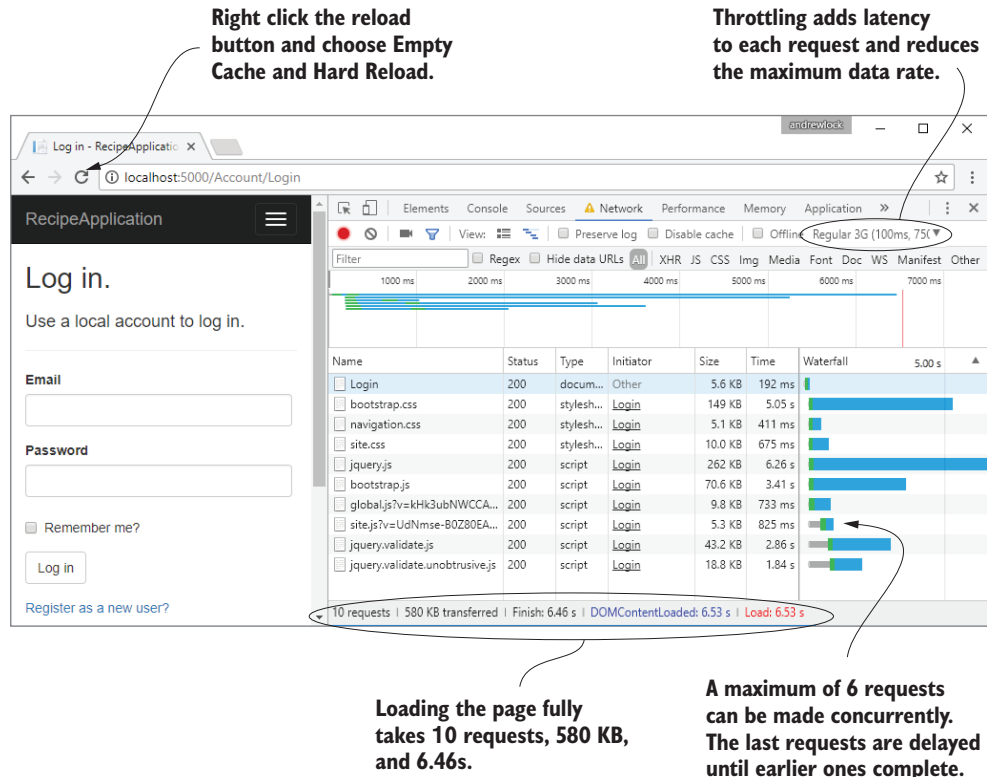 Right click the reload
button and choose Empty
Cache and Hard Reload.
Throttling adds latency
to each request and reduces
the maximum data rate.
andrewlock
Log in - RecipeApplicatio
localhost:5000/Account/Login
RecipeApplication
Log in.
Use a local account to log in.
Email
Password
Remember me?
Log in
Register as a new user?
Elements Console Sources Network Performance Memory Application »
View: Preserve log Disable cache Offline Regular 3G (100ms, 750
Filter Regex Hide data URLs All XHR JS CSS Img Media Font Doc WS Manifest Other
1000 ms 2000 ms 3000 ms 4000 ms 5000 ms 6000 ms 7000 ms
Name Status Type Initiator Size Time Waterfall 5.00 s
Login 200 docum... Other 5.6 KB 192 ms
bootstrap.css 200 stylesh... Login 149 KB 5.05 s
navigation.css 200 stylesh... Login 5.1 KB 411 ms
site.css 200 stylesh... Login 10.0 KB 675 ms
jquery.js 200 script Login 262 KB 6.26 s
bootstrap.js 200 script Login 70.6 KB 3.41 s
global.js?v=kHk3ubNWCCA... 200 script Login 9.8 KB 733 ms
site.js?v=UdNmse-B0Z80EA... 200 script Login 5.3 KB 825 ms
jquery.validate.js 200 script Login 43.2 KB 2.86 s
jquery.validate.unobtrusive.js 200 script Login 18.8 KB 1.84 s
10 requests | 580 KB transferred | Finish: 6.46 s | DOMContentLoaded: 6.53 s | Load: 6.53 s
Loading the page fully
takes 10 requests, 580 KB,
and 6.46s.
A maximum of 6 requests
can be made concurrently.
The last requests are delayed
until earlier ones complete.